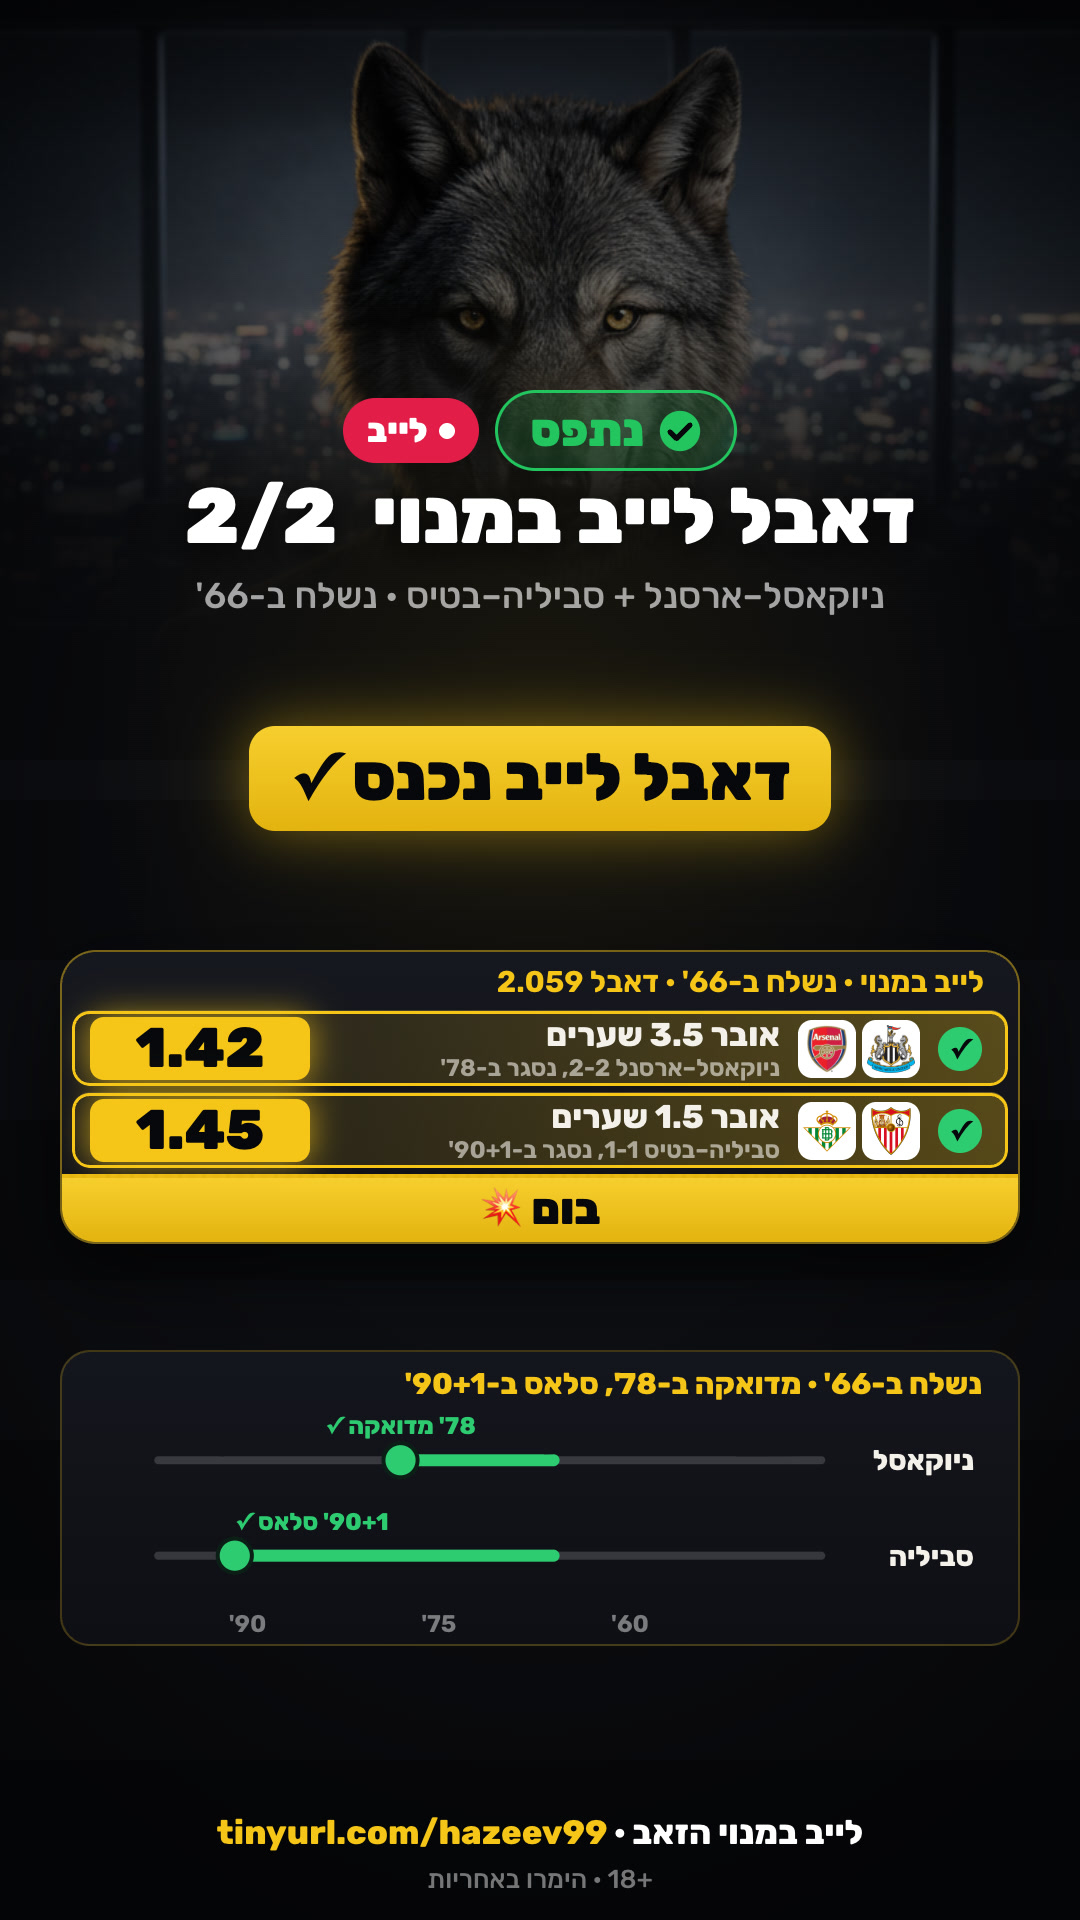 נתפס
לייב
דאבל לייב במנוי 2/2
ניוקאסל-ארסנל + סביליה-בטיס • נשלח ב-66'
דאבל לייב נכנס ✓
לייב במנוי • נשלח ב-66' • דאבל 2.059
אובר 3.5 שערים
1.42
Arsenal
ניוקאסל-ארסנל 2-2, נסגר ב-78'
אובר 1.5 שערים
1.45
סביליה-בטיס 1-1, נסגר ב-90+1'
בום 💥
נשלח ב-66' • מדואקה ב-78', סלאס ב-90+1'
78' מדואקה ✓
ניוקאסל
90+1' סלאס ✓
סביליה
60' 75' 90'
לייב במנוי הזאב • tinyurl.com/hazeev99
18+ • הימרו באחריות